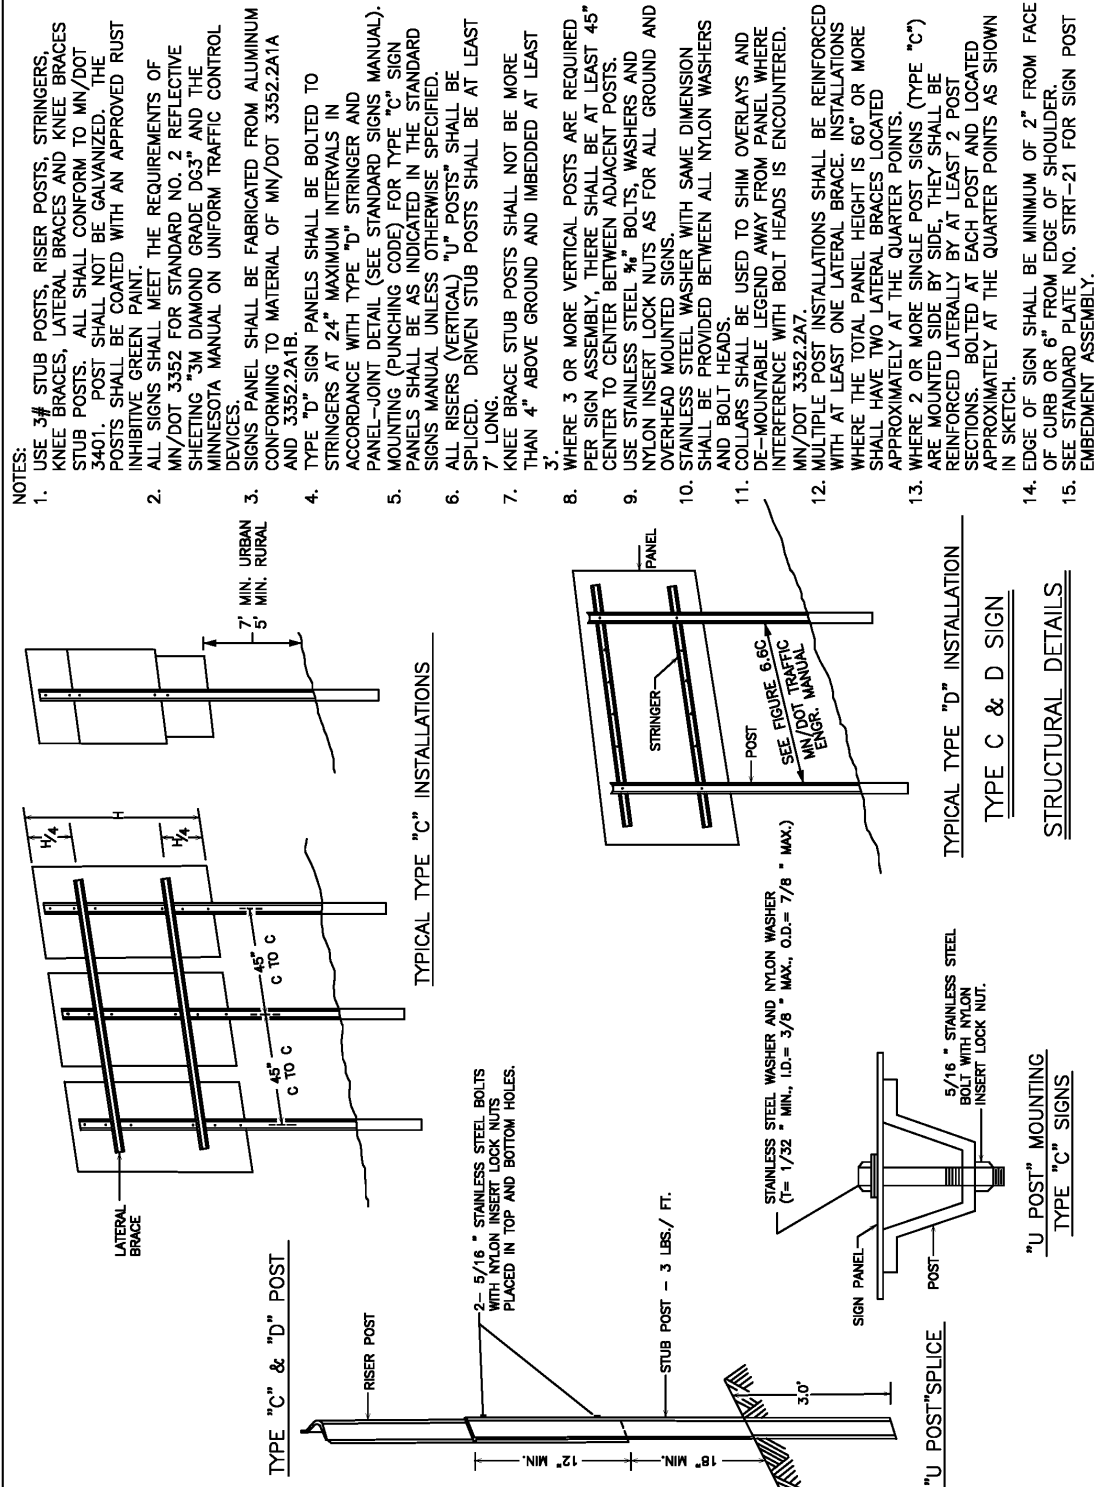 NOTES:
1. USE 3# STUB POSTS, RISER POSTS, STRINGERS,
KNEE BRACES, LATERAL BRACES AND KNEE BRACES
STUB POSTS. ALL SHALL CONFORM TO MN/DOT
3401. POST SHALL NOT BE GALVANIZED. THE
POSTS SHALL BE COATED WITH AN APPROVED RUST
INHIBITIVE GREEN PAINT.
2. ALL SIGNS SHALL MEET THE REQUIREMENTS OF
MN/DOT 3352 FOR STANDARD NO. 2 REFLECTIVE
SHEETING "3M DIAMOND GRADE DG3" AND THE
MINNESOTA MANUAL ON UNIFORM TRAFFIC CONTROL
DEVICES.
3. SIGNS PANEL SHALL BE FABRICATED FROM ALUMINUM
CONFORMING TO MATERIAL OF MN/DOT 3352.2A1A
AND 3352.2A1B.
4. TYPE "D" SIGN PANELS SHALL BE BOLTED TO
STRINGERS AT 24" MAXIMUM INTERVALS IN
ACCORDANCE WITH TYPE "D" STRINGER AND
PANEL-JOINT DETAIL (SEE STANDARD SIGNS MANUAL).
5. MOUNTING (PUNCHING CODE) FOR TYPE "C" SIGN
PANELS SHALL BE AS INDICATED IN THE STANDARD
SIGNS MANUAL UNLESS OTHERWISE SPECIFIED.
6. ALL RISERS (VERTICAL) "U" POSTS" SHALL BE
SPLICED. DRIVEN STUB POSTS SHALL BE AT LEAST
7' LONG.
7. KNEE BRACE STUB POSTS SHALL NOT BE MORE
THAN 4" ABOVE GROUND AND IMBEDDED AT LEAST
3'.
8. WHERE 3 OR MORE VERTICAL POSTS ARE REQUIRED
PER SIGN ASSEMBLY, THERE SHALL BE AT LEAST 45"
CENTER TO CENTER BETWEEN ADJACENT POSTS.
9. USE STAINLESS STEEL 5/16" BOLTS, WASHERS AND
NYLON INSERT LOCK NUTS AS FOR ALL GROUND AND
OVERHEAD MOUNTED SIGNS.
10. STAINLESS STEEL WASHER WITH SAME DIMENSION
SHALL BE PROVIDED BETWEEN ALL NYLON WASHERS
AND BOLT HEADS.
11. COLLARS SHALL BE USED TO SHIM OVERLAYS AND
DE-MOUNTABLE LEGEND AWAY FROM PANEL WHERE
INTERFERENCE WITH BOLT HEADS IS ENCOUNTERED.
MN/DOT 3352.2A7.
12. MULTIPLE POST INSTALLATIONS SHALL BE REINFORCED
WITH AT LEAST ONE LATERAL BRACE. INSTALLATIONS
WHERE THE TOTAL PANEL HEIGHT IS 60" OR MORE
SHALL HAVE TWO LATERAL BRACES LOCATED
APPROXIMATELY AT THE QUARTER POINTS.
13. WHERE 2 OR MORE SINGLE POST SIGNS (TYPE "C")
ARE MOUNTED SIDE BY SIDE, THEY SHALL BE
REINFORCED LATERALLY BY AT LEAST 2 POST
SECTIONS. BOLTED AT EACH POST AND LOCATED
APPROXIMATELY AT THE QUARTER POINTS AS SHOWN
IN SKETCH.
14. EDGE OF SIGN SHALL BE MINIMUM OF 2" FROM FACE
OF CURB OR 6" FROM EDGE OF SHOULDER.
15. SEE STANDARD PLATE NO. STRT-21 FOR SIGN POST
EMBEDMENT ASSEMBLY.
TYPE "C" & "D" POST
RISER POST
2- 5/16 " STAINLESS STEEL BOLTS
WITH NYLON INSERT LOCK NUTS
PLACED IN TOP AND BOTTOM HOLES.
STUB POST - 3 LBS./ FT.
12" MIN.
18" MIN.
3.0'
"U POST"SPLICE
LATERAL
BRACE
45"
C TO C
45"
C TO C
H/4
H/4
H
7' MIN. URBAN
5' MIN. RURAL
TYPICAL TYPE "C" INSTALLATIONS
STAINLESS STEEL WASHER AND NYLON WASHER
(T= 1/32 " MIN., I.D.= 3/8 " MAX., O.D.= 7/8 " MAX.)
SIGN PANEL
POST
5/16 " STAINLESS STEEL
BOLT WITH NYLON
INSERT LOCK NUT.
"U POST" MOUNTING
TYPE "C" SIGNS
PANEL
STRINGER
POST
SEE FIGURE 6.6C
MN/DOT TRAFFIC
ENGR. MANUAL
TYPICAL TYPE "D" INSTALLATION
TYPE C & D SIGN
STRUCTURAL DETAILS